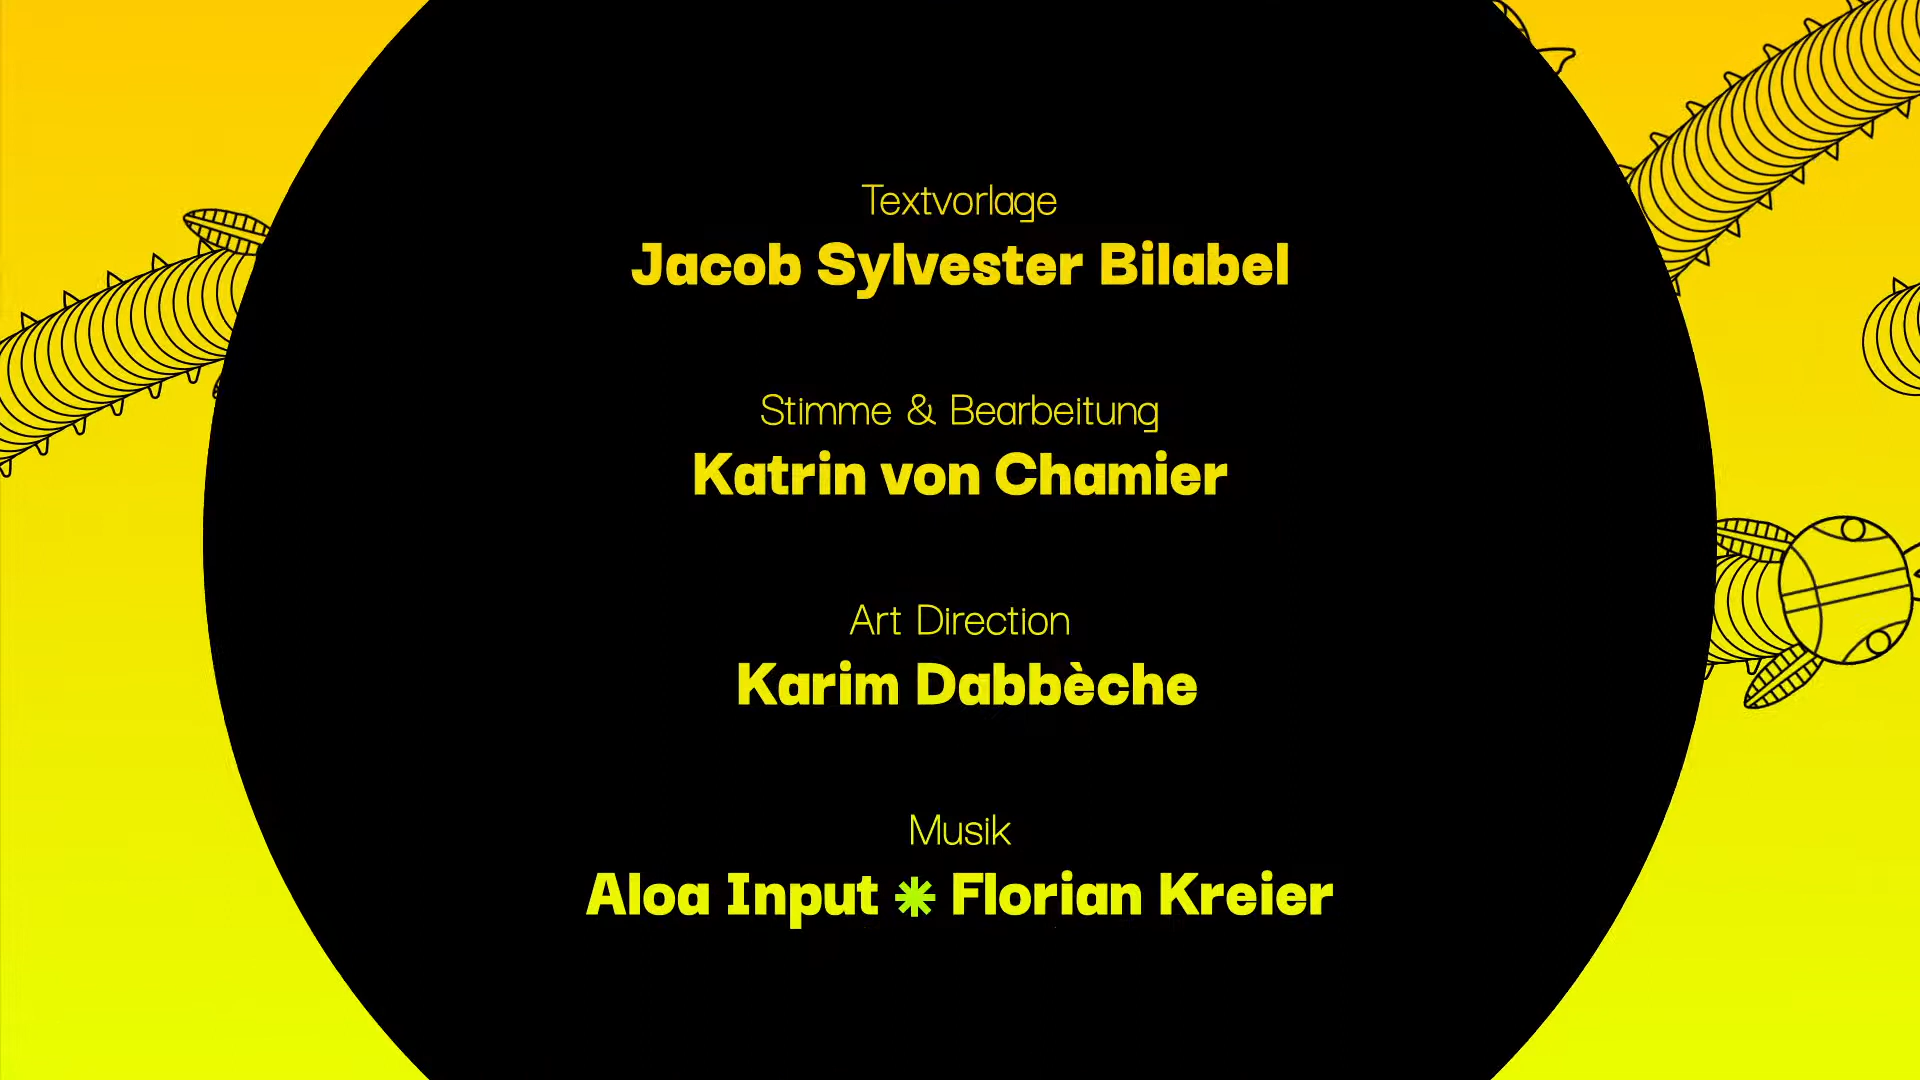 Textvorlage
Jacob Sylvester Bilabel
Stimme & Bearbeitung
Katrin von Chamier
Art Direction
Karim Dabbèche
Musik
Aloa Input * Florian Kreier